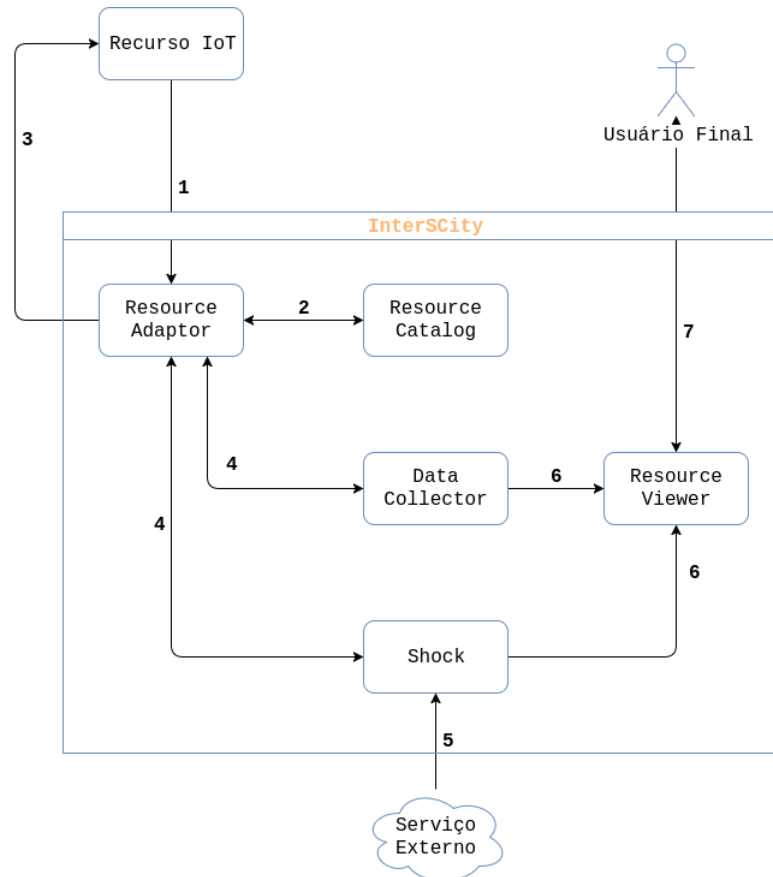 Recurso IoT
3
Usuário Final
1
InterSCity
Resource
Adaptor
2
Resource
Catalog
7
4
Data
Collector
6
Resource
Viewer
4
6
Shock
5
Serviço
Externo